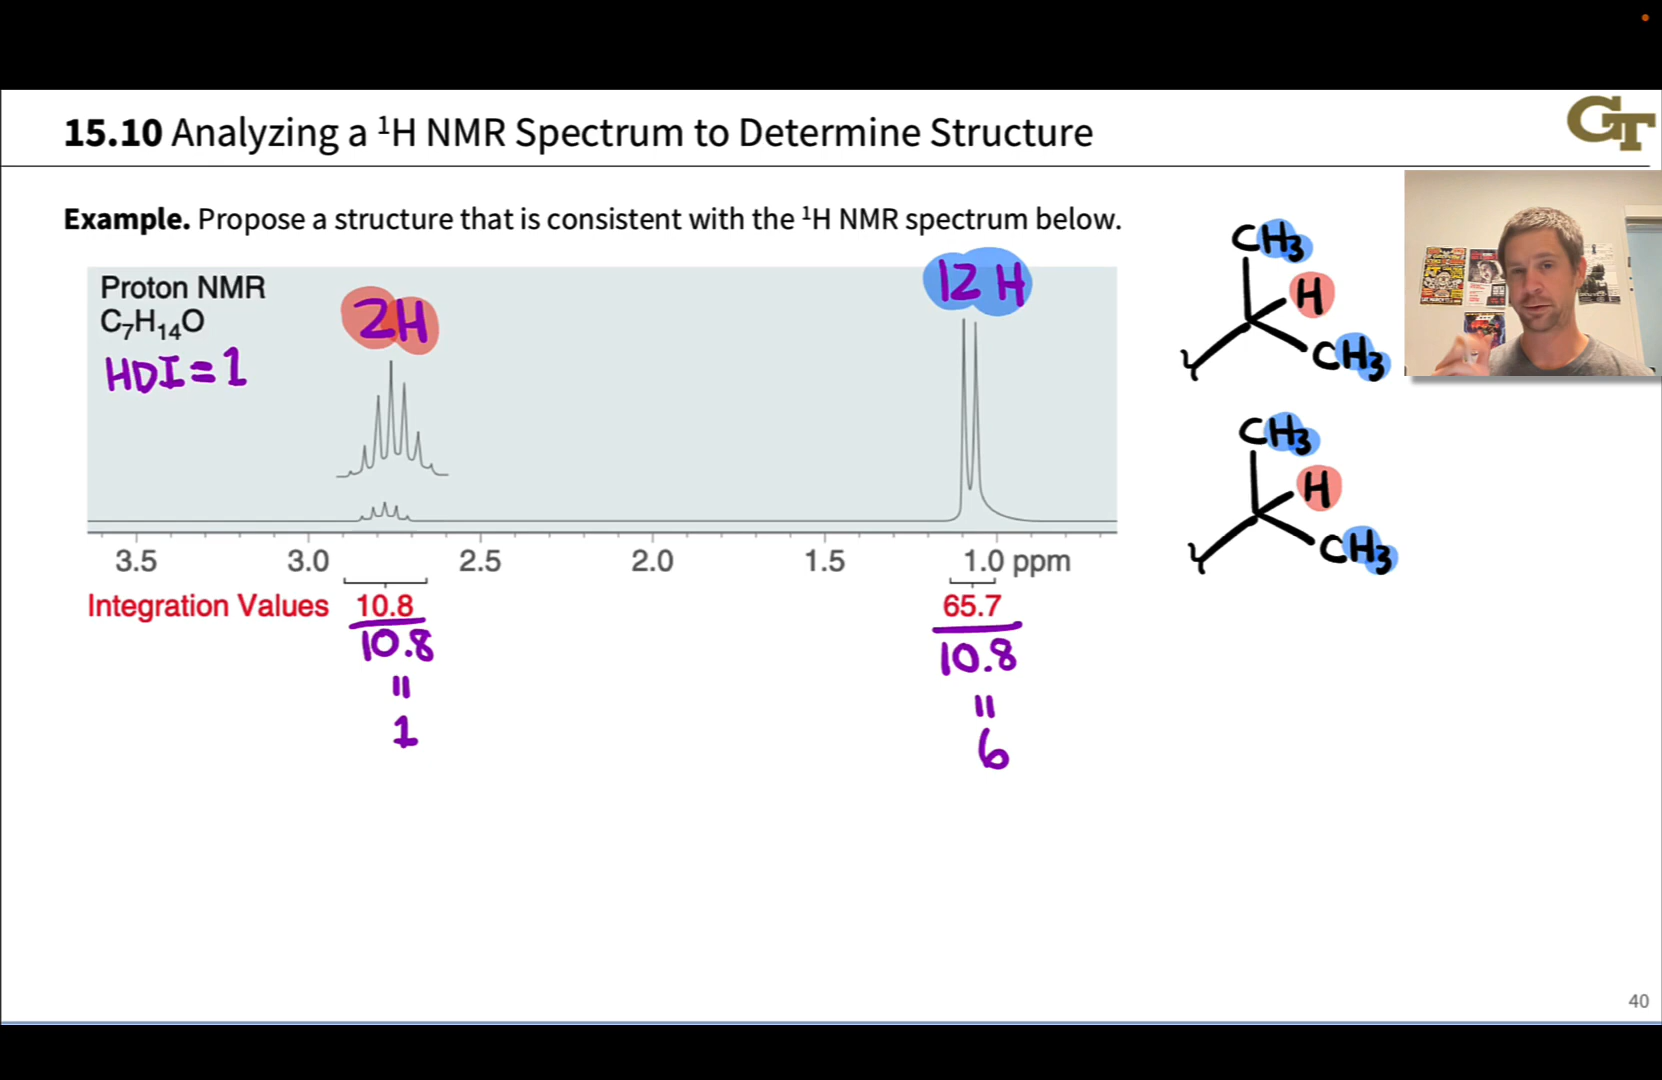 15.10 Analyzing a ¹H NMR Spectrum to Determine Structure
GT
Example. Propose a structure that is consistent with the ¹H NMR spectrum below.
Proton NMR
C₇H₁₄O
HDI = 1
2H
12 H
3.5 3.0 2.5 2.0 1.5 1.0 ppm
Integration Values 10.8 65.7
10.8 10.8
= =
1 6
CH₃
H
CH₃
CH₃
H
CH₃
40